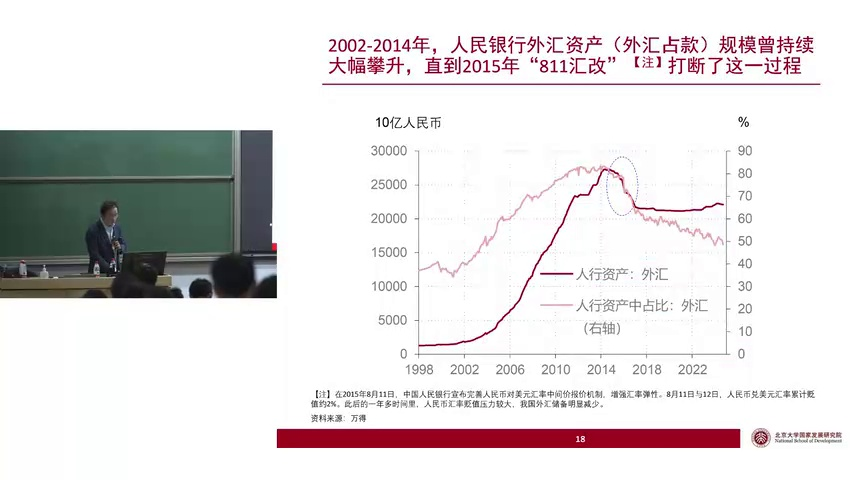 2002-2014年，人民银行外汇资产（外汇占款）规模曾持续
大幅攀升，直到2015年“811汇改”【注】打断了这一过程
10亿人民币
%
30000
25000
20000
15000
10000
5000
0
90
80
70
60
50
40
30
20
10
0
人行资产：外汇
人行资产中占比：外汇
（右轴）
1998 2002 2006 2010 2014 2018 2022
【注】在2015年8月11日，中国人民银行宣布完善人民币对美元汇率中间价报价机制，增强汇率弹性。8月11日与12日，人民币兑美元汇率累计贬
值约2%。此后的一年多时间里，人民币汇率贬值压力较大，我国外汇储备明显减少。
资料来源：万得
18
北京大学国家发展研究院
National School of Development